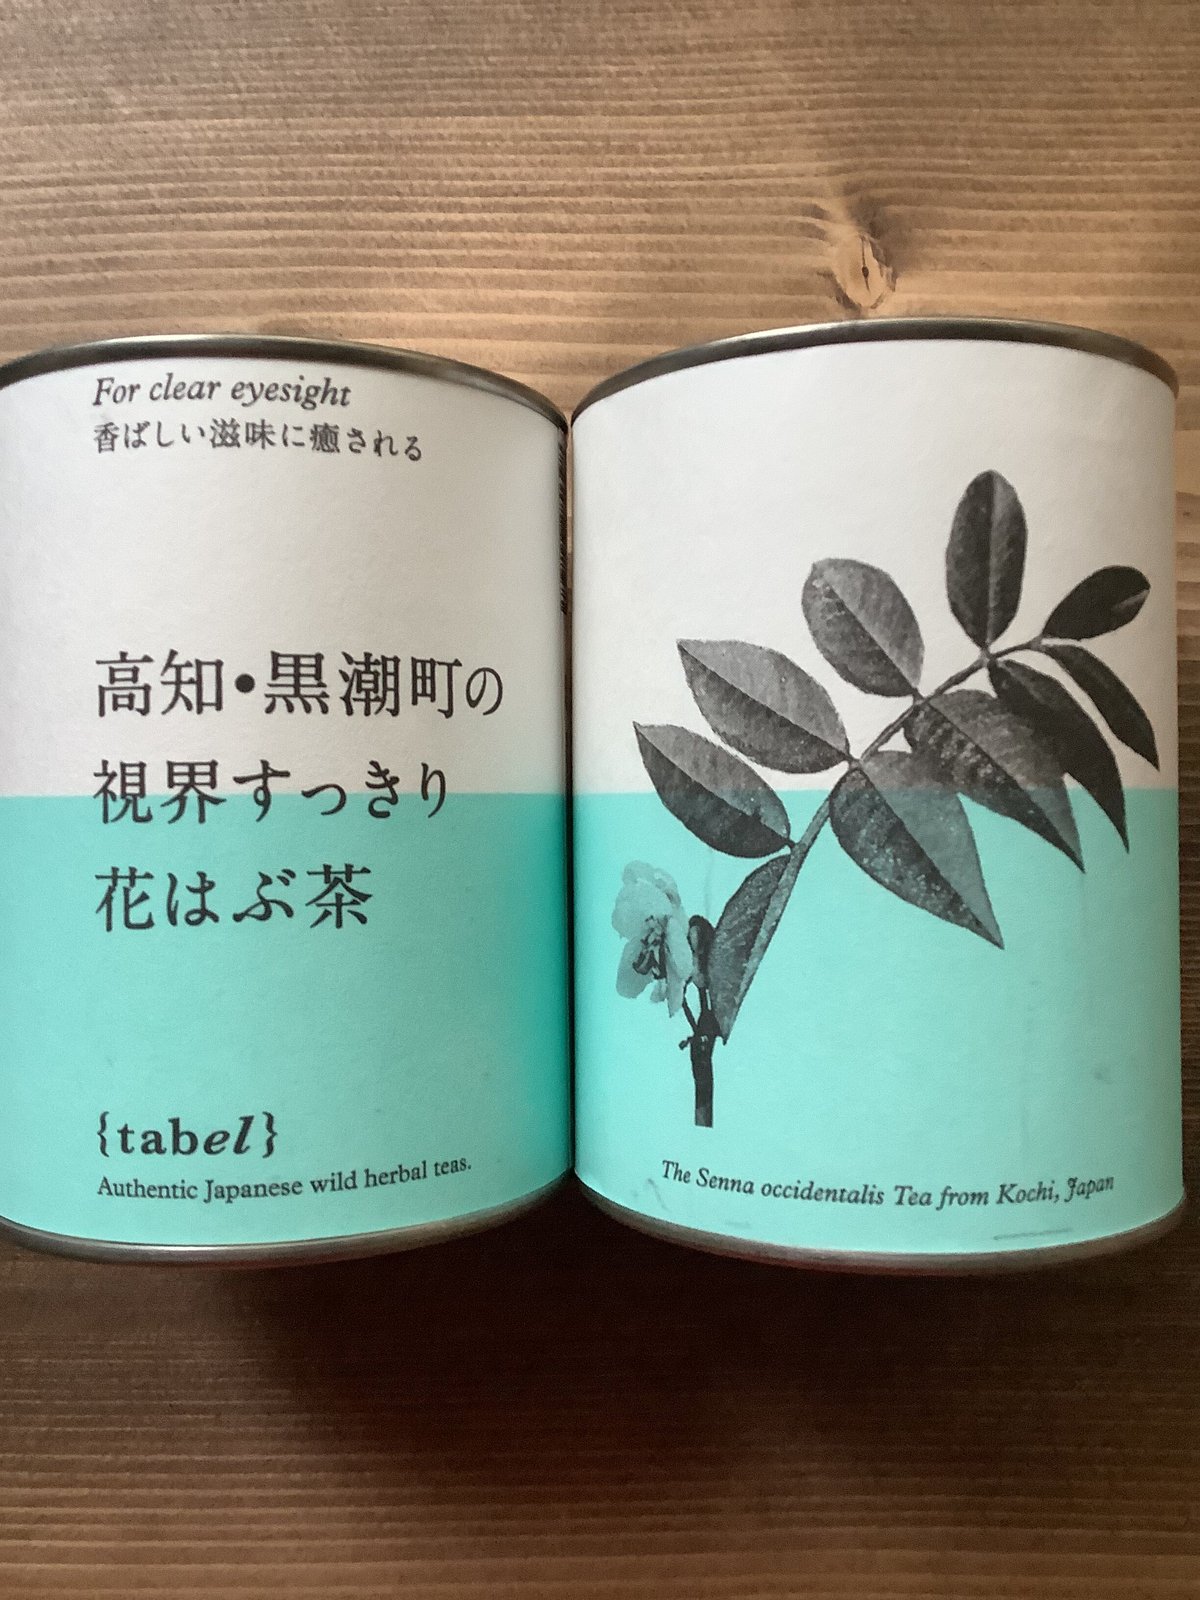 For clear eyesight
香ばしい滋味に癒される
高知・黒潮町の
視界すっきり
花はぶ茶
{tabel}
Authentic Japanese wild herbal teas.
The Senna occidentalis Tea from Kochi, Japan